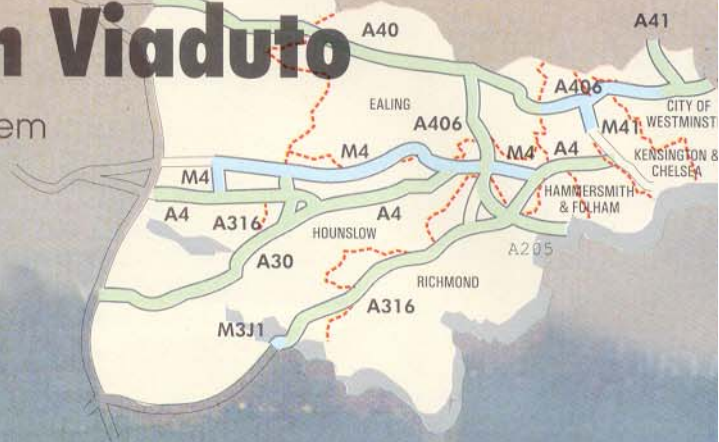 n Viaduto
em
A40
A41
EALING
A406
A406
CITY OF
WESTMINST
M41
KENSINGTON &
CHELSEA
M4
M4
M4
A4
HAMMERSMITH
& FULHAM
A4
A316
HOUNSLOW
A4
A205
A30
RICHMOND
A316
M3J1